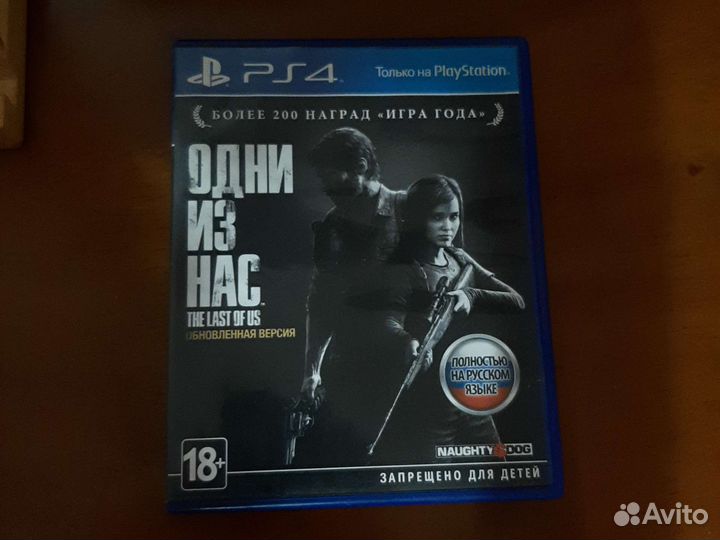 PS4
Только на PlayStation
БОЛЕЕ 200 НАГРАД «ИГРА ГОДА»
ОДНИ
ИЗ
НАС
THE LAST OF US
ОБНОВЛЕННАЯ ВЕРСИЯ
ПОЛНОСТЬЮ
НА РУССКОМ
ЯЗЫКЕ
NAUGHTY DOG
18+
ЗАПРЕЩЕНО ДЛЯ ДЕТЕЙ
Avito